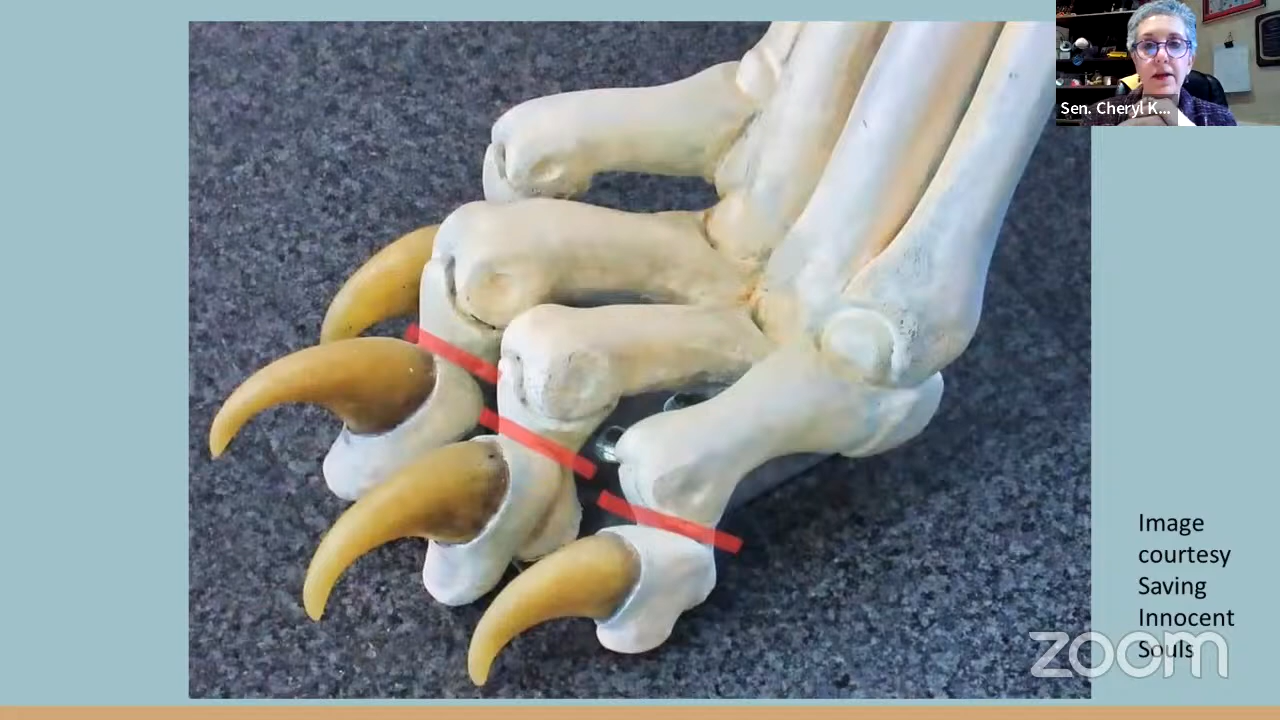 Sen. Cheryl K...
Image
courtesy
Saving
Innocent
Souls
zoom